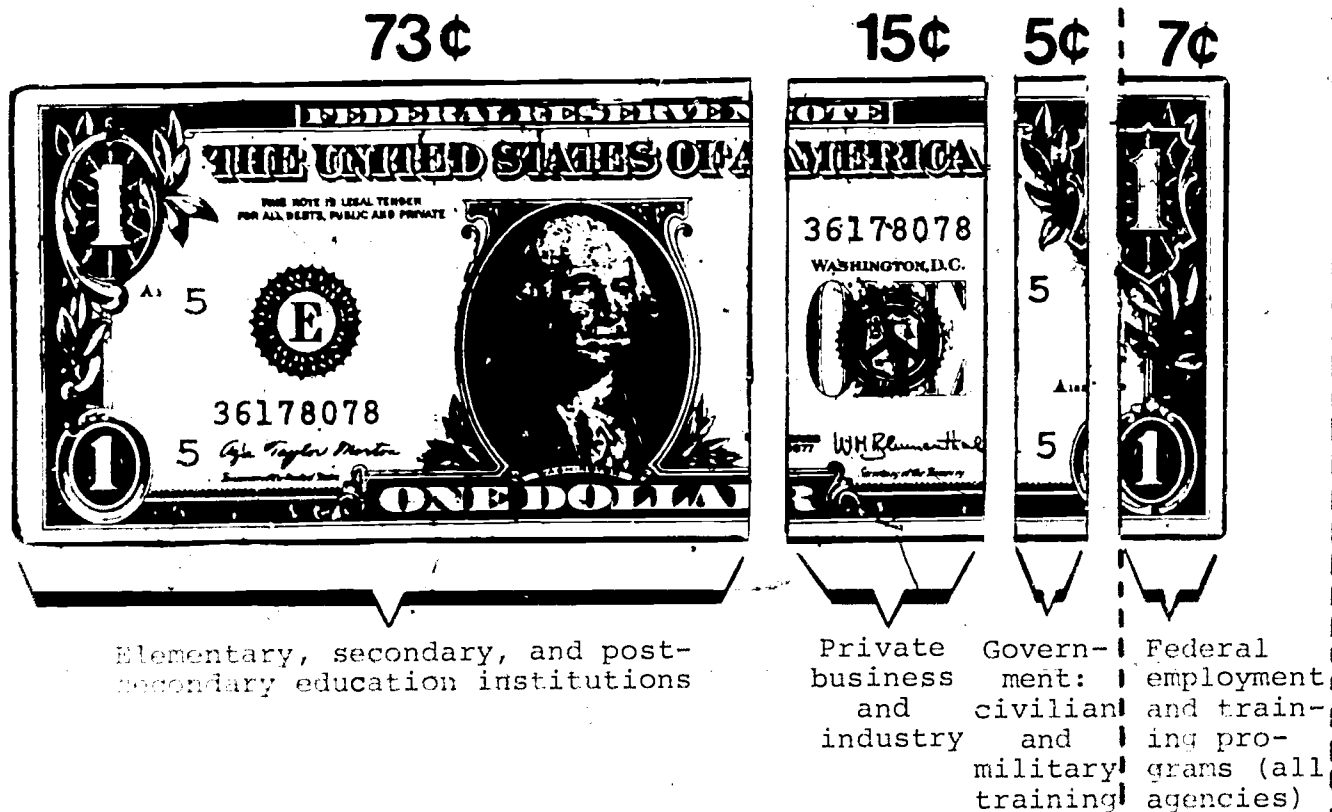 73¢ 15¢ 5¢ 7¢
FEDERAL RESERVE NOTE
THE UNITED STATES OF AMERICA
THIS NOTE IS LEGAL TENDER
FOR ALL DEBTS, PUBLIC AND PRIVATE
1
1
36178078
WASHINGTON, D.C.
5
5
E
36178078
5
5
1
1
ONE DOLLAR
Elementary, secondary, and post-
secondary education institutions
Private
business
and
industry
Govern-
ment:
civilian
and
military
training
Federal
employment
and train-
ing pro-
grams (all
agencies)